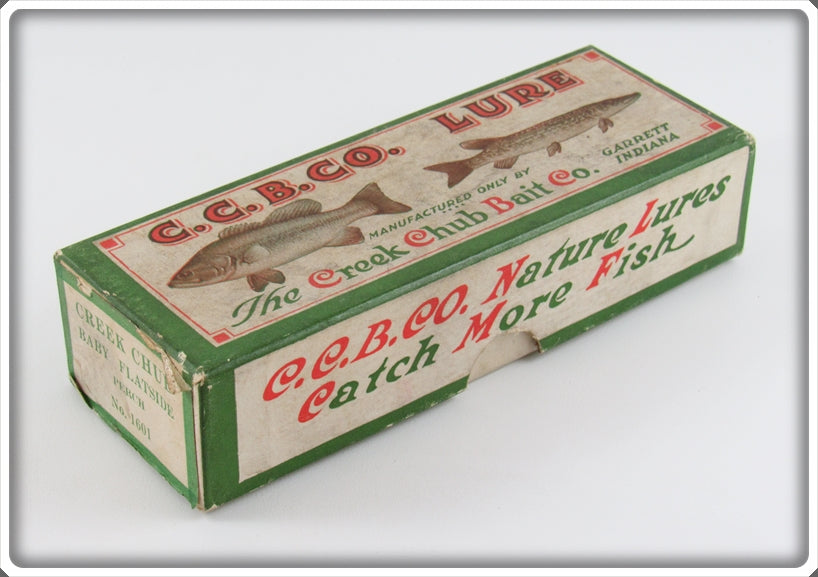 C.C.B.CO. LURE
MANUFACTURED ONLY BY
The Creek Chub Bait Co.
GARRETT
INDIANA
C.C.B.CO. Nature Lures
Catch More Fish
CREEK CHUB
BABY FLATSIDE
PERCH
No. 1601